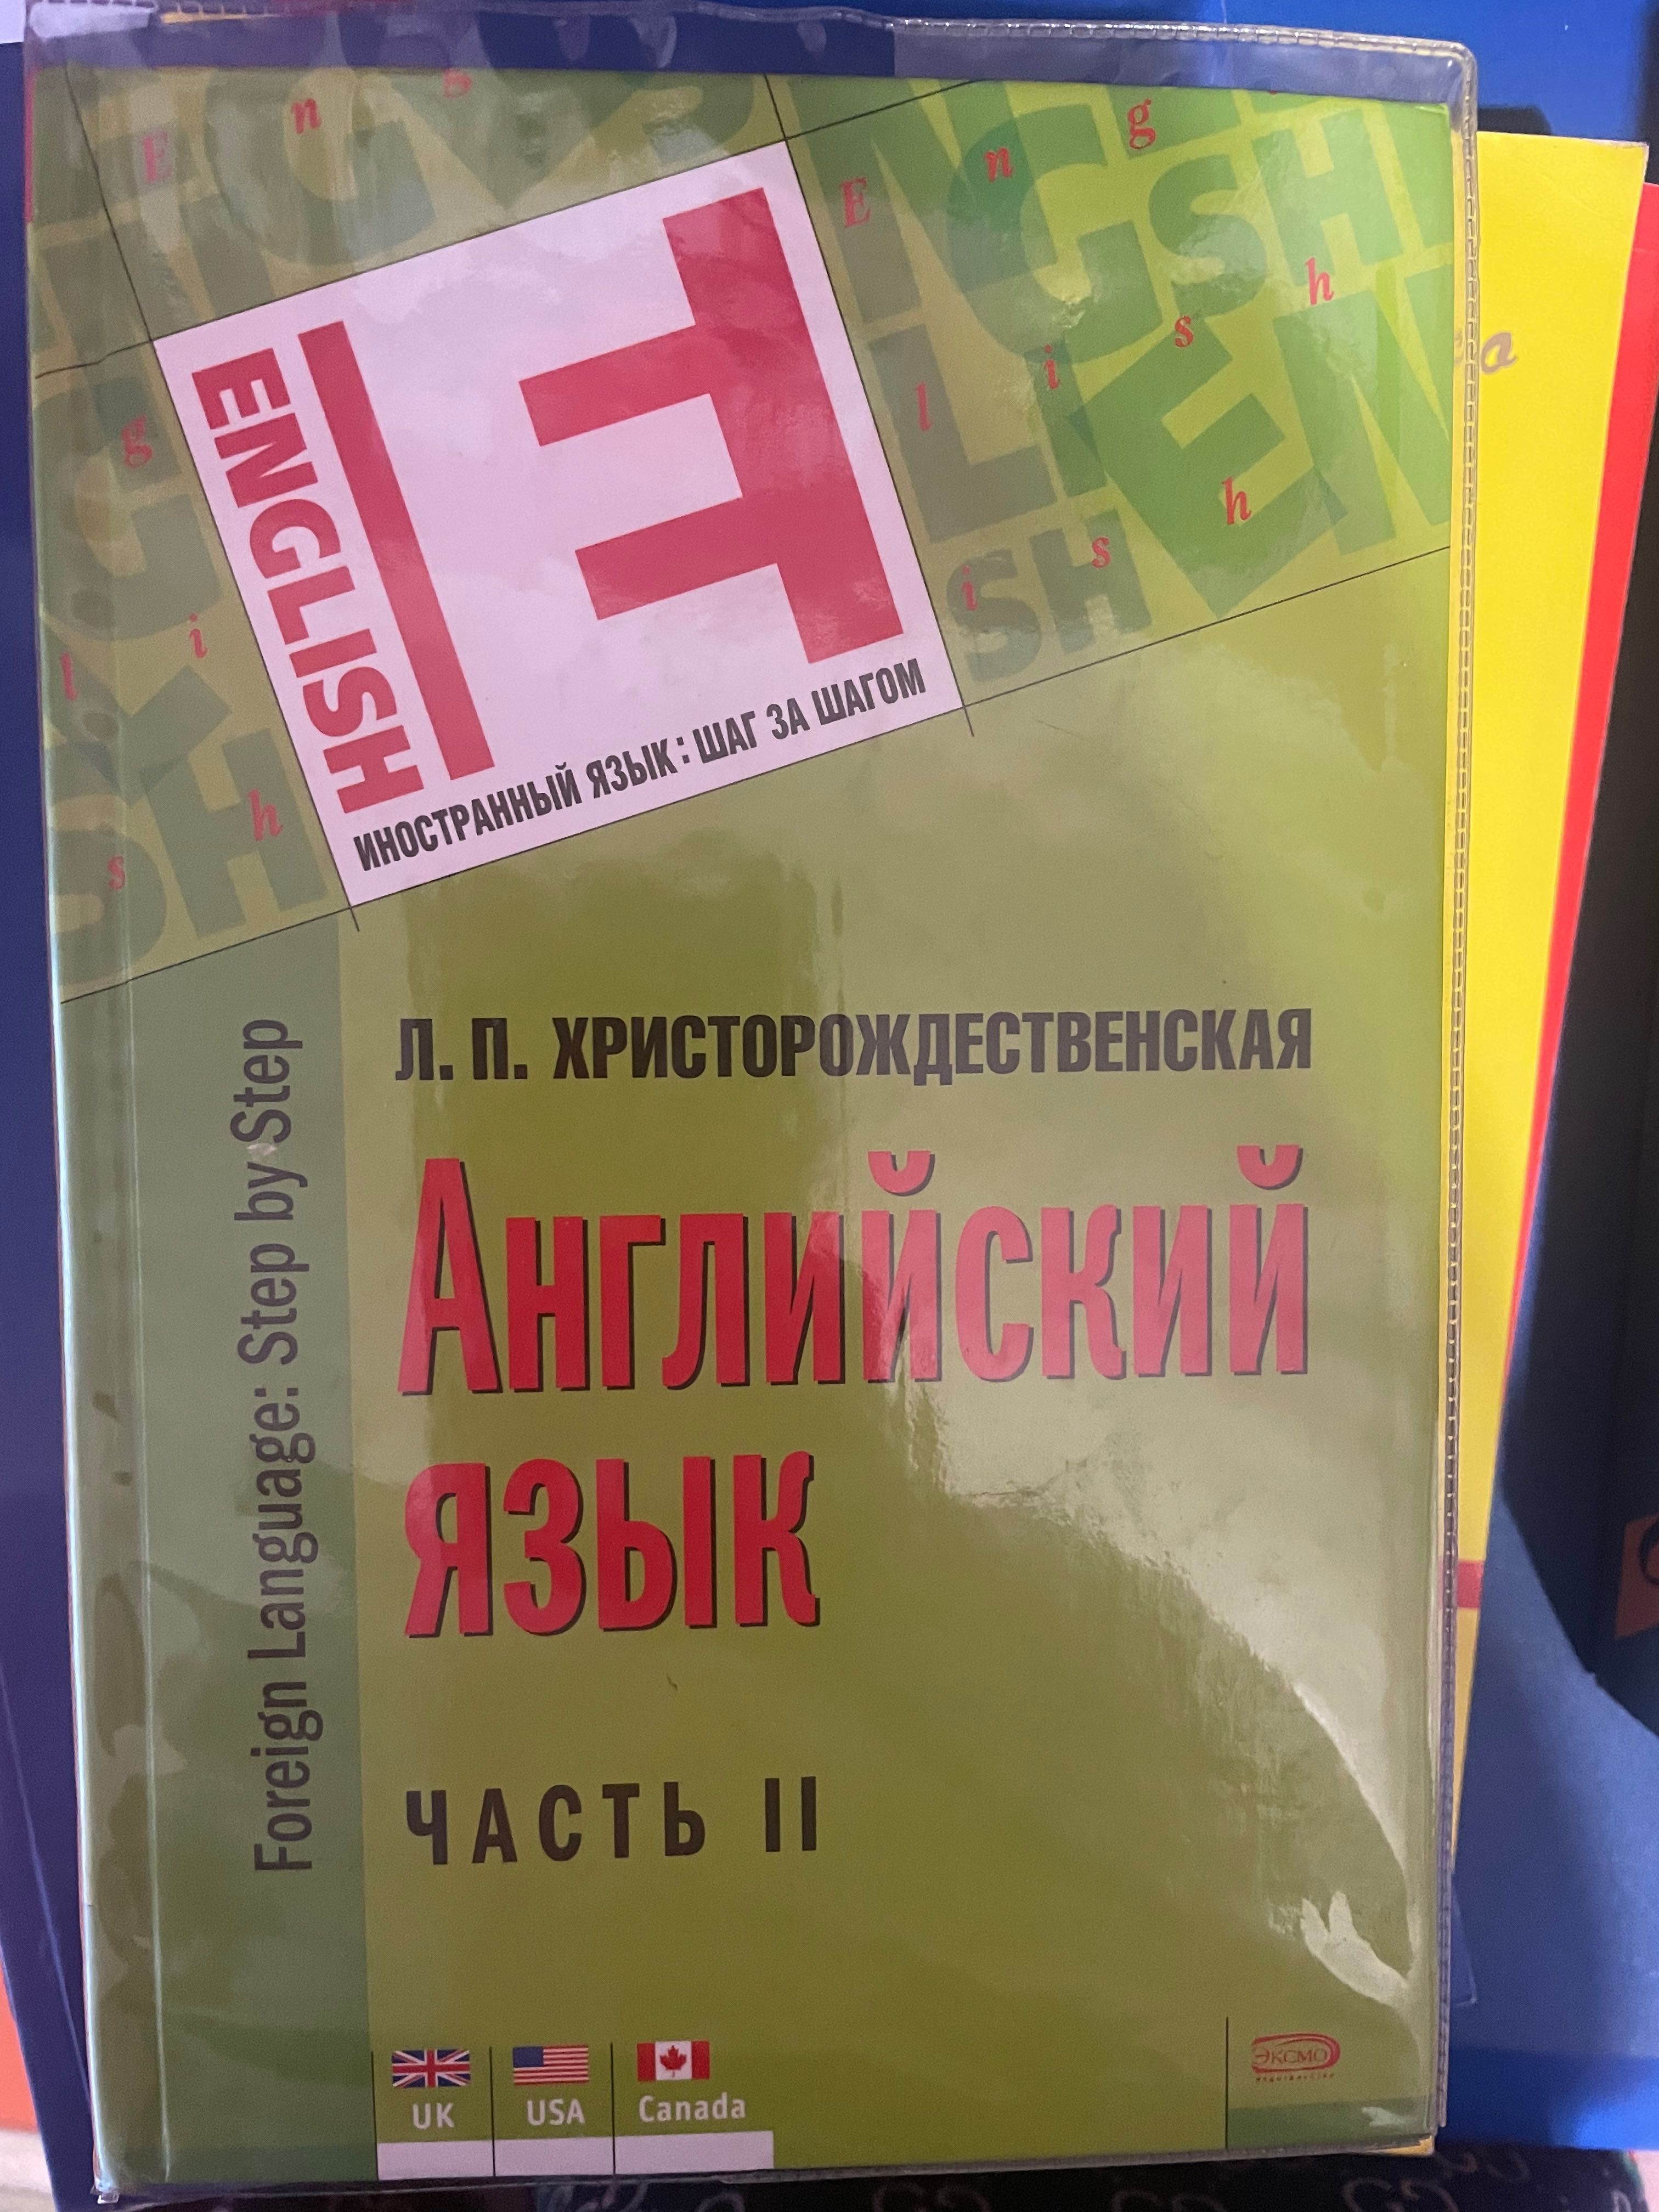 E n g l i s h
E n g l i s h
ENGLISH
E
ИНОСТРАННЫЙ ЯЗЫК: ШАГ ЗА ШАГОМ
Foreign Language: Step by Step
Л. П. ХРИСТОРОЖДЕСТВЕНСКАЯ
Английский
язык
ЧАСТЬ II
UK
USA
Canada
ЭКСМО